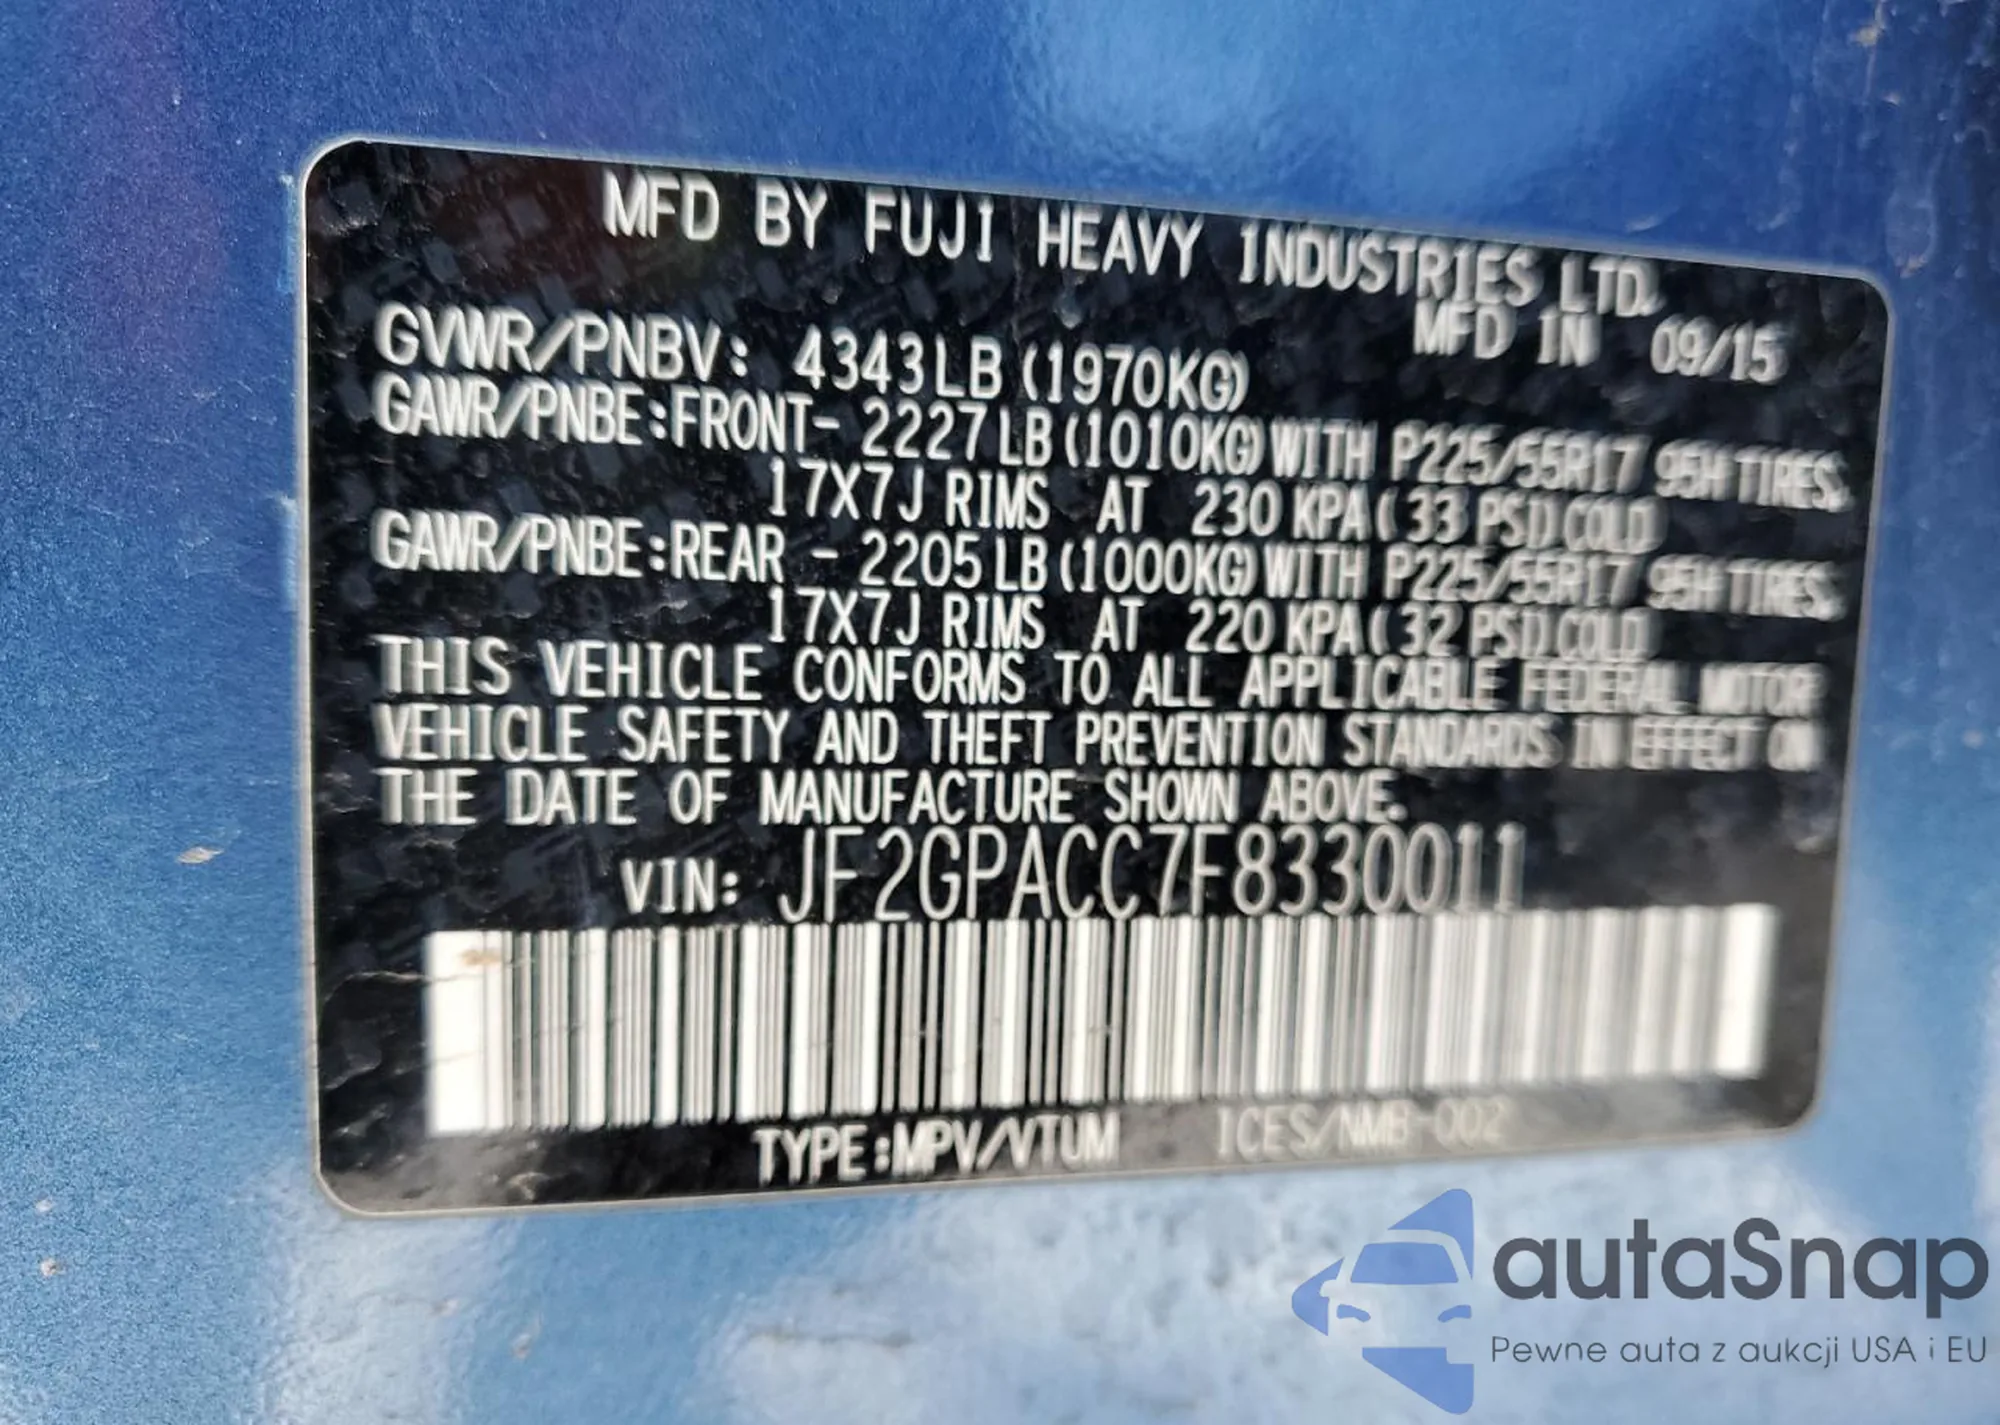 MFD BY FUJI HEAVY INDUSTRIES LTD.
MFD IN 09/15
GVWR/PNBV: 4343LB (1970KG)
GAWR/PNBE:FRONT- 2227LB(1010KG)WITH P225/55R17 95H TIRES.
17X7J RIMS AT 230 KPA( 33 PSI)COLD
GAWR/PNBE:REAR - 2205LB(1000KG)WITH P225/55R17 95H TIRES.
17X7J RIMS AT 220 KPA( 32 PSI)COLD
THIS VEHICLE CONFORMS TO ALL APPLICABLE FEDERAL MOTOR
VEHICLE SAFETY AND THEFT PREVENTION STANDARDS IN EFFECT ON
THE DATE OF MANUFACTURE SHOWN ABOVE.
VIN: JF2GPACC7F8330011
TYPE:MPV/VTUM ICES/NMB-002
autaSnap
Pewne auta z aukcji USA i EU